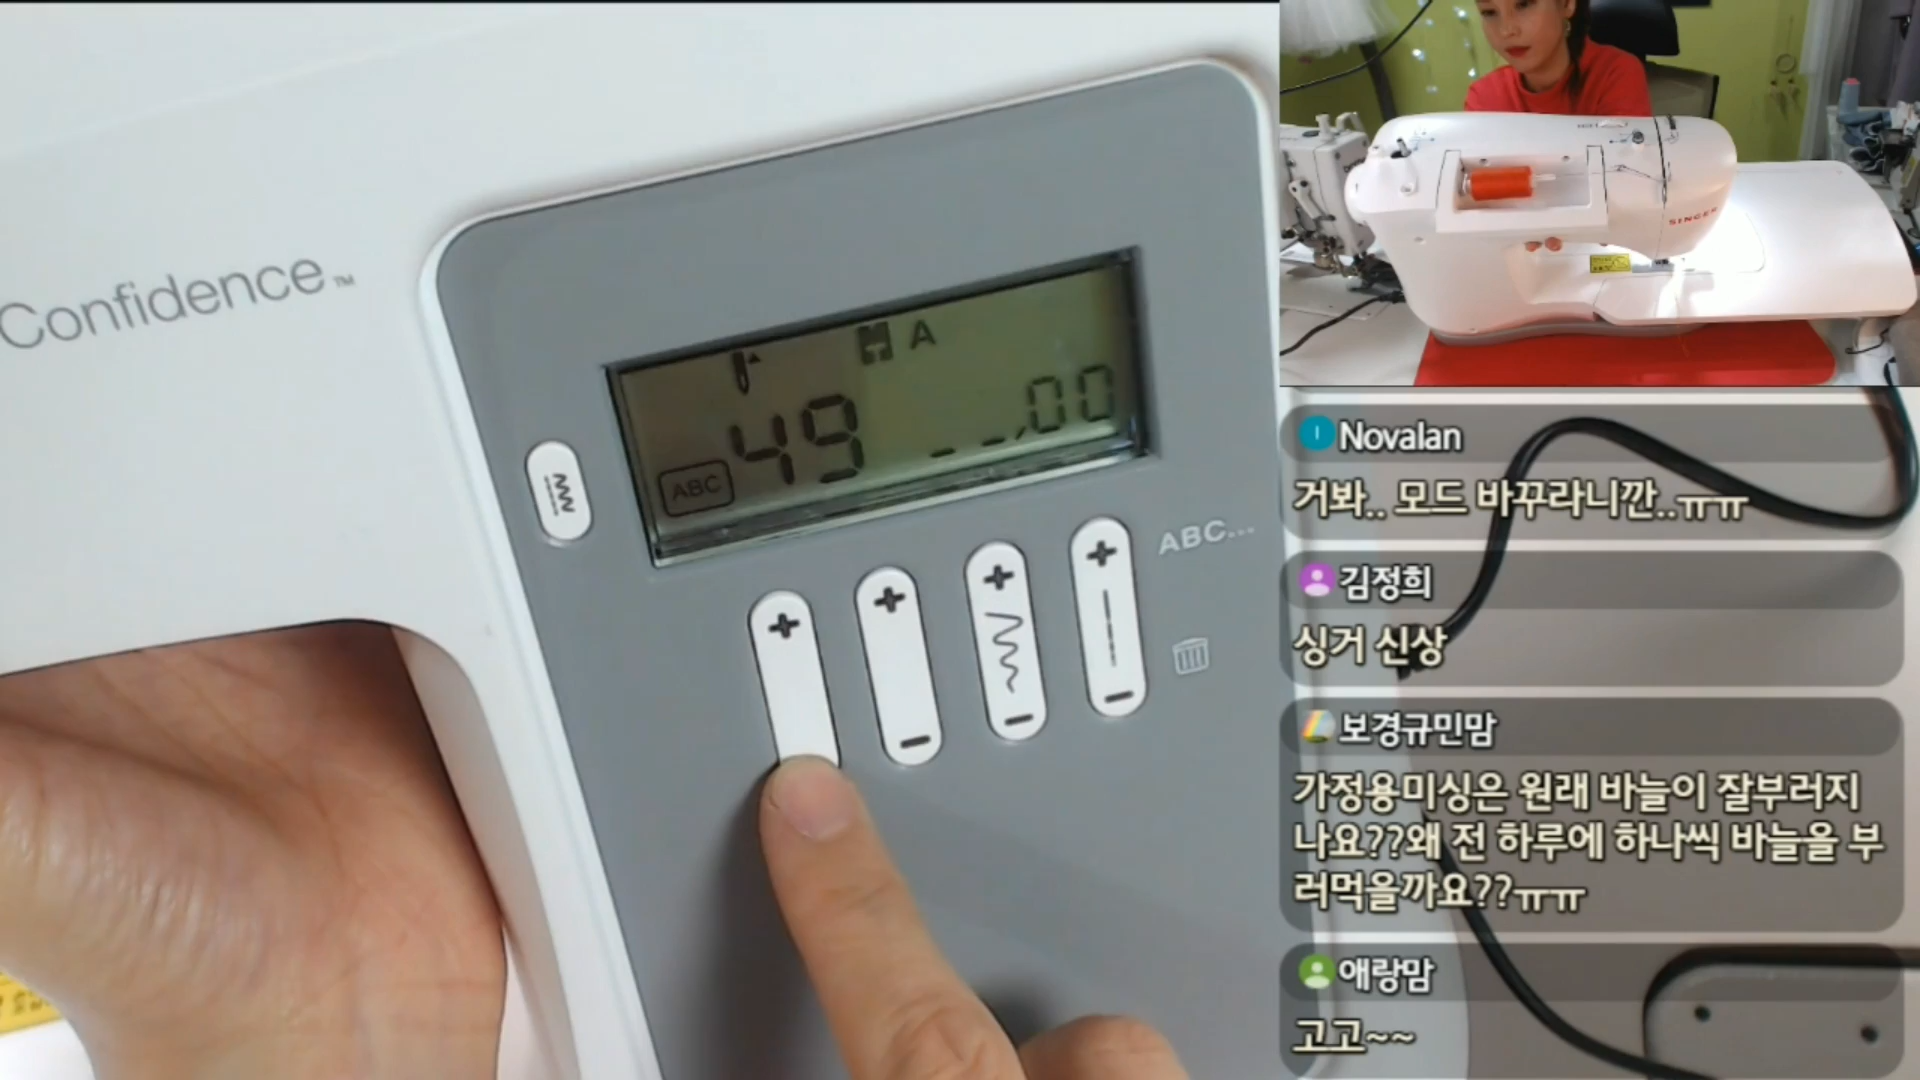 Confidence™
A
49 _ _.00
ABC
ABC...
SINGER
Novalan
거봐.. 모드 바꾸라니깐..ㅠㅠ
김정희
싱거 신상
보경규민맘
가정용미싱은 원래 바늘이 잘부러지
나요??왜 전 하루에 하나씩 바늘을 부
러먹을까요??ㅠㅠ
애랑맘
고고~~